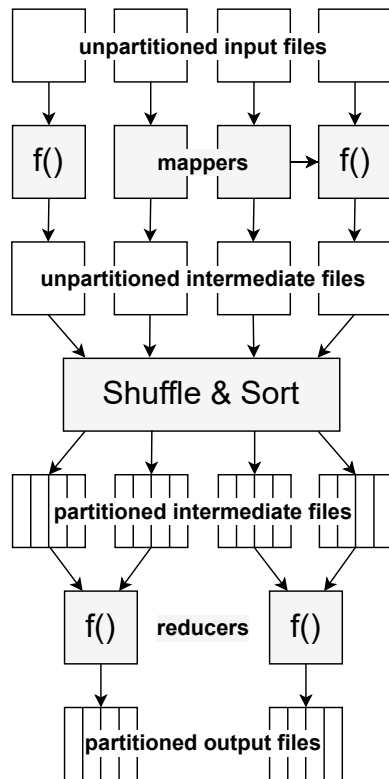 unpartitioned input files
f()
mappers
f()
unpartitioned intermediate files
Shuffle & Sort
partitioned intermediate files
f()
reducers
f()
partitioned output files